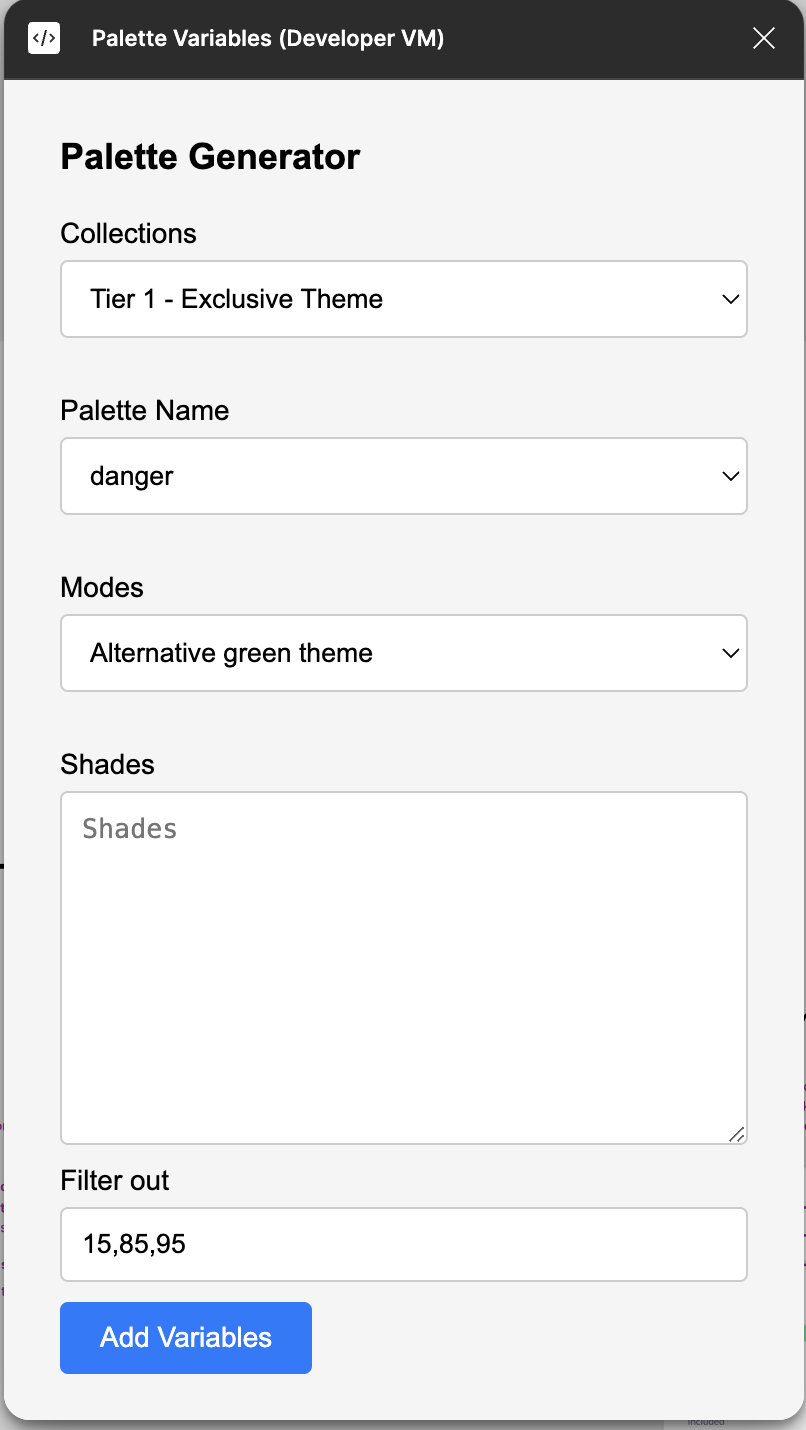 </> Palette Variables (Developer VM)
Palette Generator
Collections
Tier 1 - Exclusive Theme
Palette Name
danger
Modes
Alternative green theme
Shades
Shades
Filter out
15,85,95
Add Variables
included